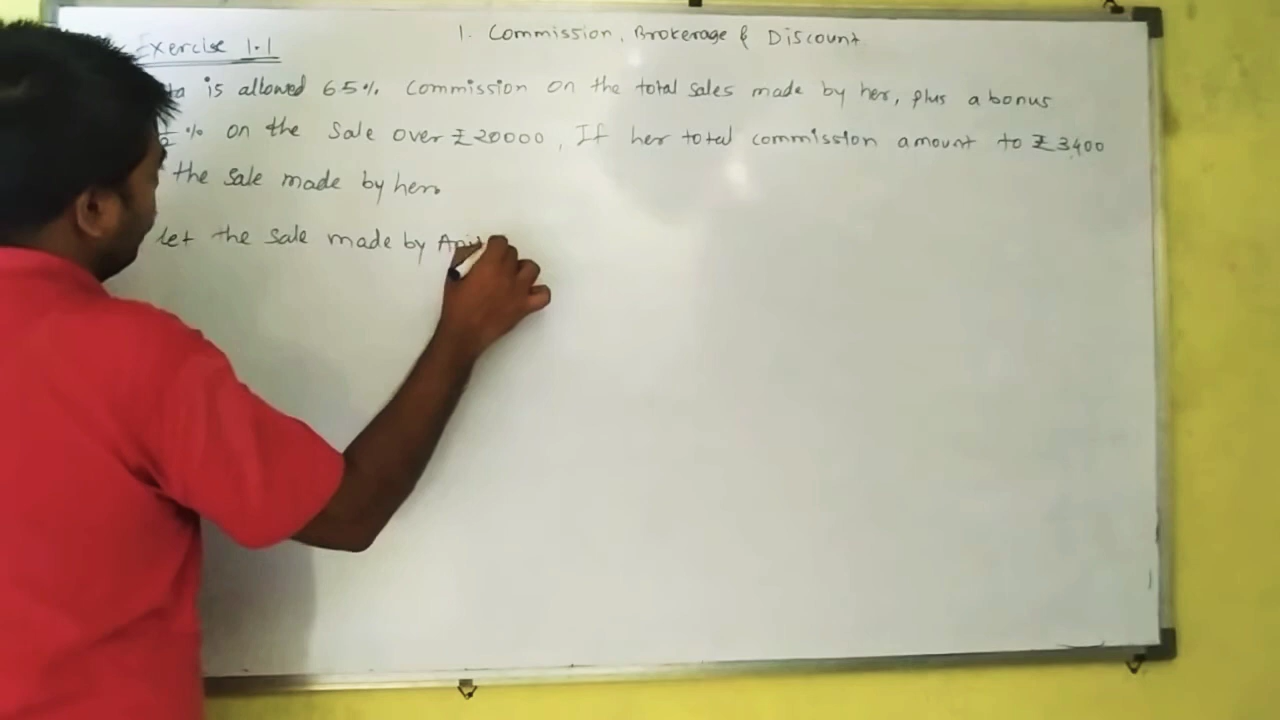 1. Commission, Brokerage & Discount
Exercise 1.1
is allowed 65% Commission on the total sales made by her, plus a bonus
% on the Sale over ₹20000, If her total commission amount to ₹3400
the sale made by her.
let the sale made by